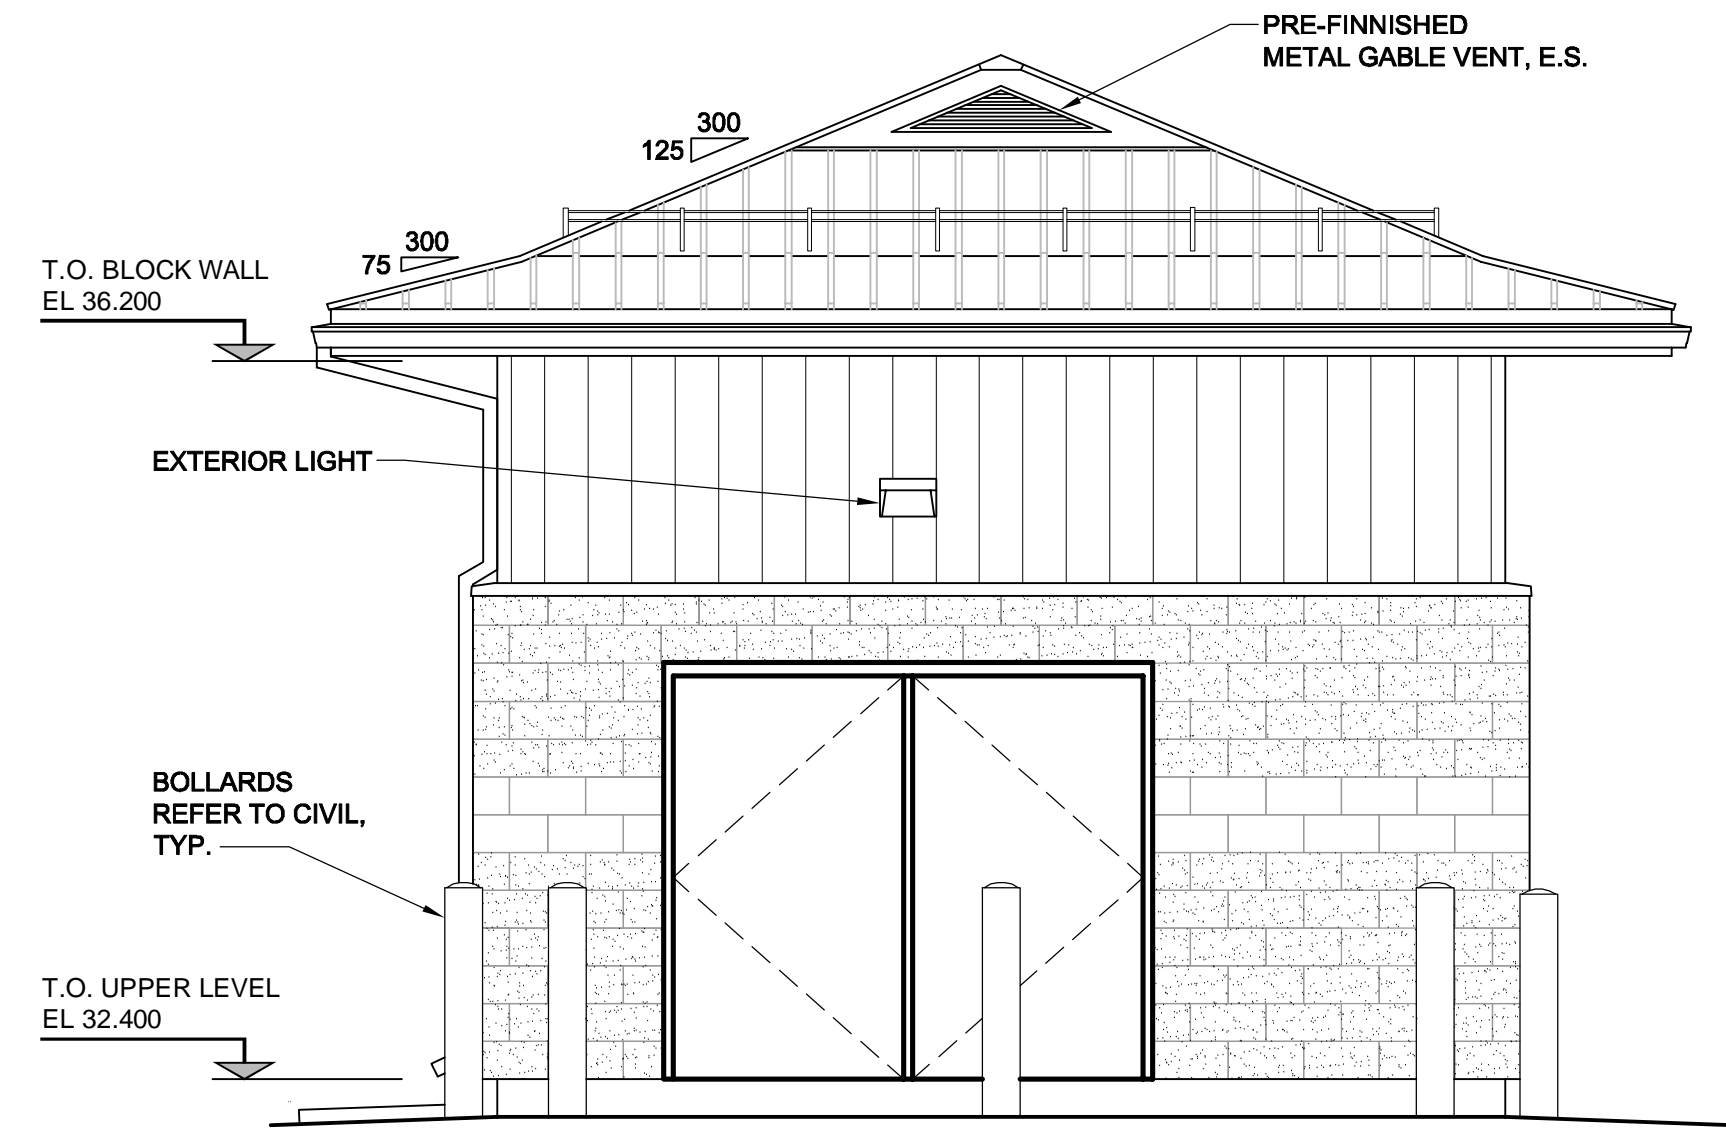 PRE-FINNISHED
METAL GABLE VENT, E.S.
300
125
300
75
T.O. BLOCK WALL
EL 36.200
EXTERIOR LIGHT
BOLLARDS
REFER TO CIVIL,
TYP.
T.O. UPPER LEVEL
EL 32.400